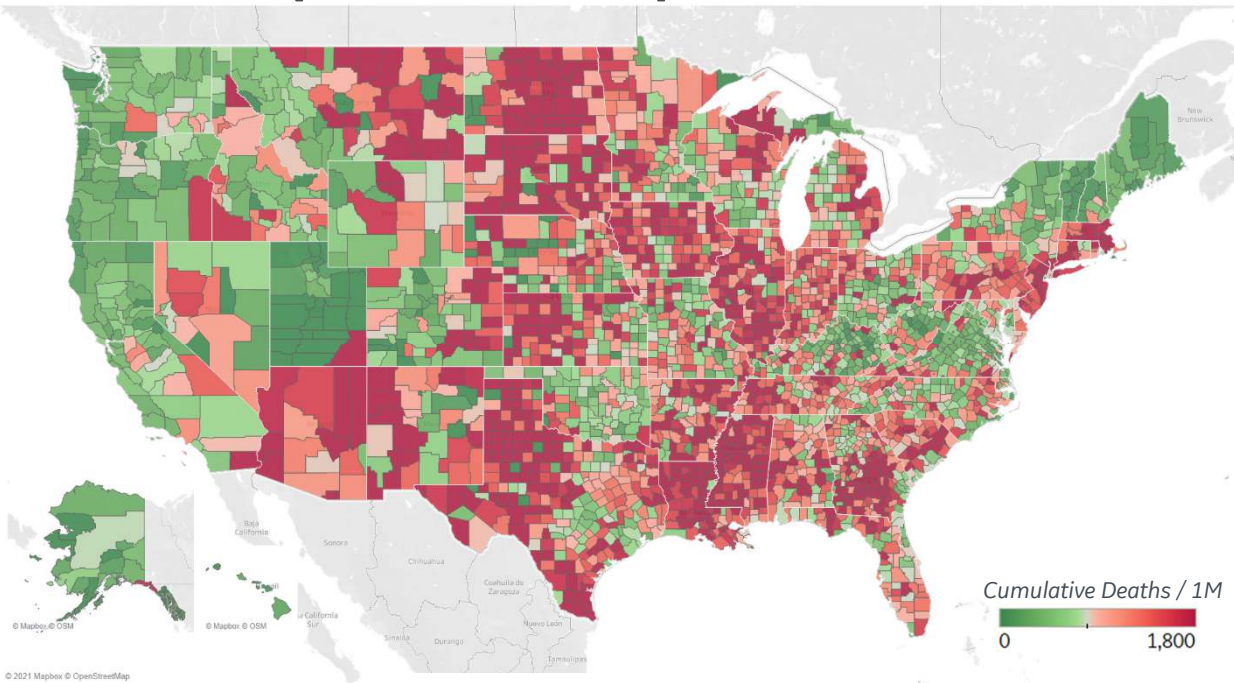 New
Brunswick
Baja
California
Sonora
Chihuahua
Coahuila de
Zaragoza
Nuevo León
Sinaloa
Durango
Tamaulipas
a California
Sur
© Mapbox © OSM
© Mapbox © OSM
Cumulative Deaths / 1M
0
1,800
© 2021 Mapbox © OpenStreetMap